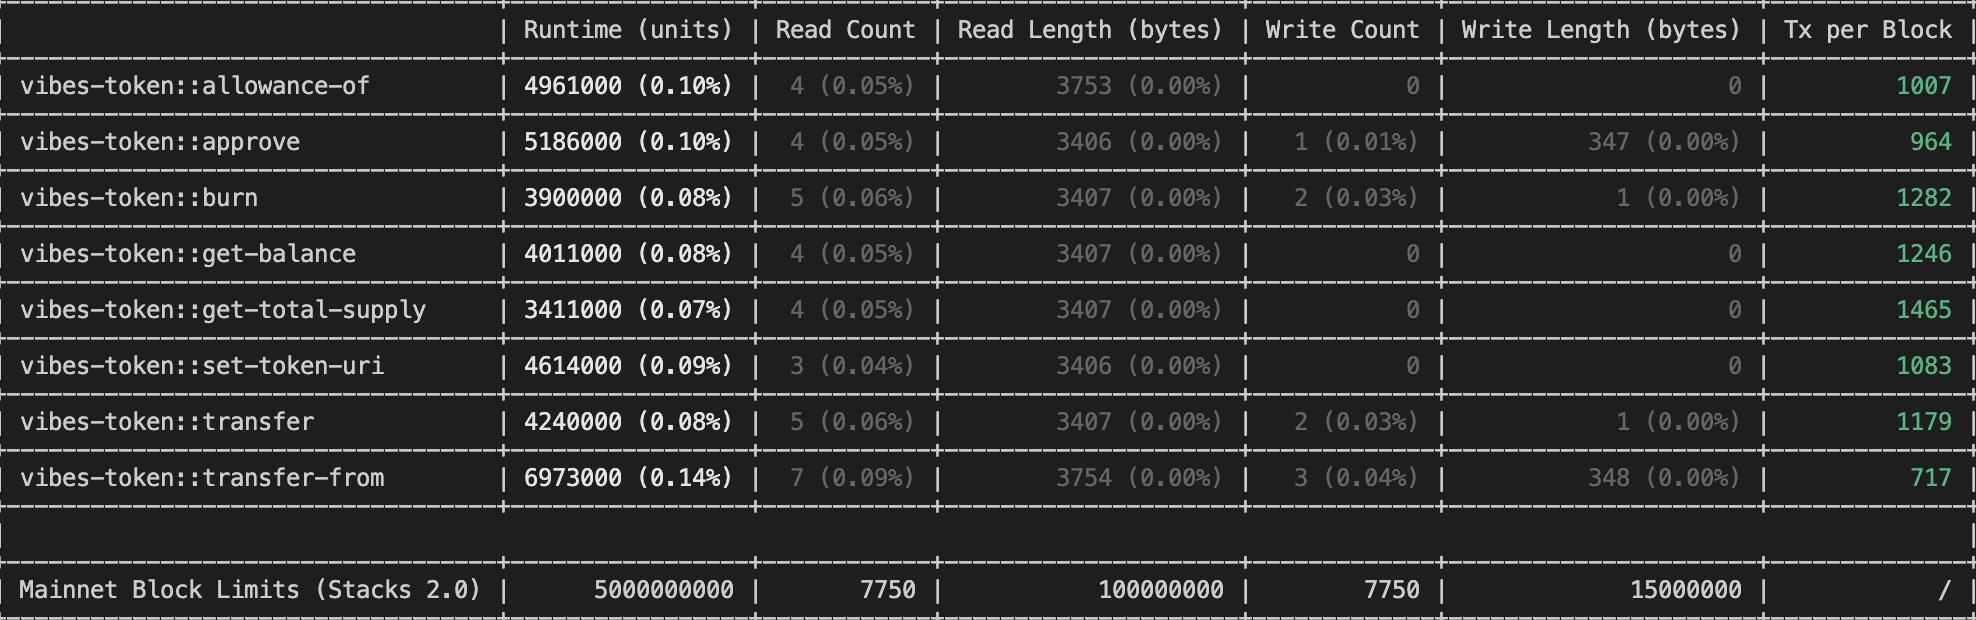 | | Runtime (units) | Read Count | Read Length (bytes) | Write Count | Write Length (bytes) | Tx per Block |
| vibes-token::allowance-of | 4961000 (0.10%) | 4 (0.05%) | 3753 (0.00%) | 0 | 0 | 1007 |
| vibes-token::approve | 5186000 (0.10%) | 4 (0.05%) | 3406 (0.00%) | 1 (0.01%) | 347 (0.00%) | 964 |
| vibes-token::burn | 3900000 (0.08%) | 5 (0.06%) | 3407 (0.00%) | 2 (0.03%) | 1 (0.00%) | 1282 |
| vibes-token::get-balance | 4011000 (0.08%) | 4 (0.05%) | 3407 (0.00%) | 0 | 0 | 1246 |
| vibes-token::get-total-supply | 3411000 (0.07%) | 4 (0.05%) | 3407 (0.00%) | 0 | 0 | 1465 |
| vibes-token::set-token-uri | 4614000 (0.09%) | 3 (0.04%) | 3406 (0.00%) | 0 | 0 | 1083 |
| vibes-token::transfer | 4240000 (0.08%) | 5 (0.06%) | 3407 (0.00%) | 2 (0.03%) | 1 (0.00%) | 1179 |
| vibes-token::transfer-from | 6973000 (0.14%) | 7 (0.09%) | 3754 (0.00%) | 3 (0.04%) | 348 (0.00%) | 717 |
| Mainnet Block Limits (Stacks 2.0) | 5000000000 | 7750 | 100000000 | 7750 | 15000000 | / |